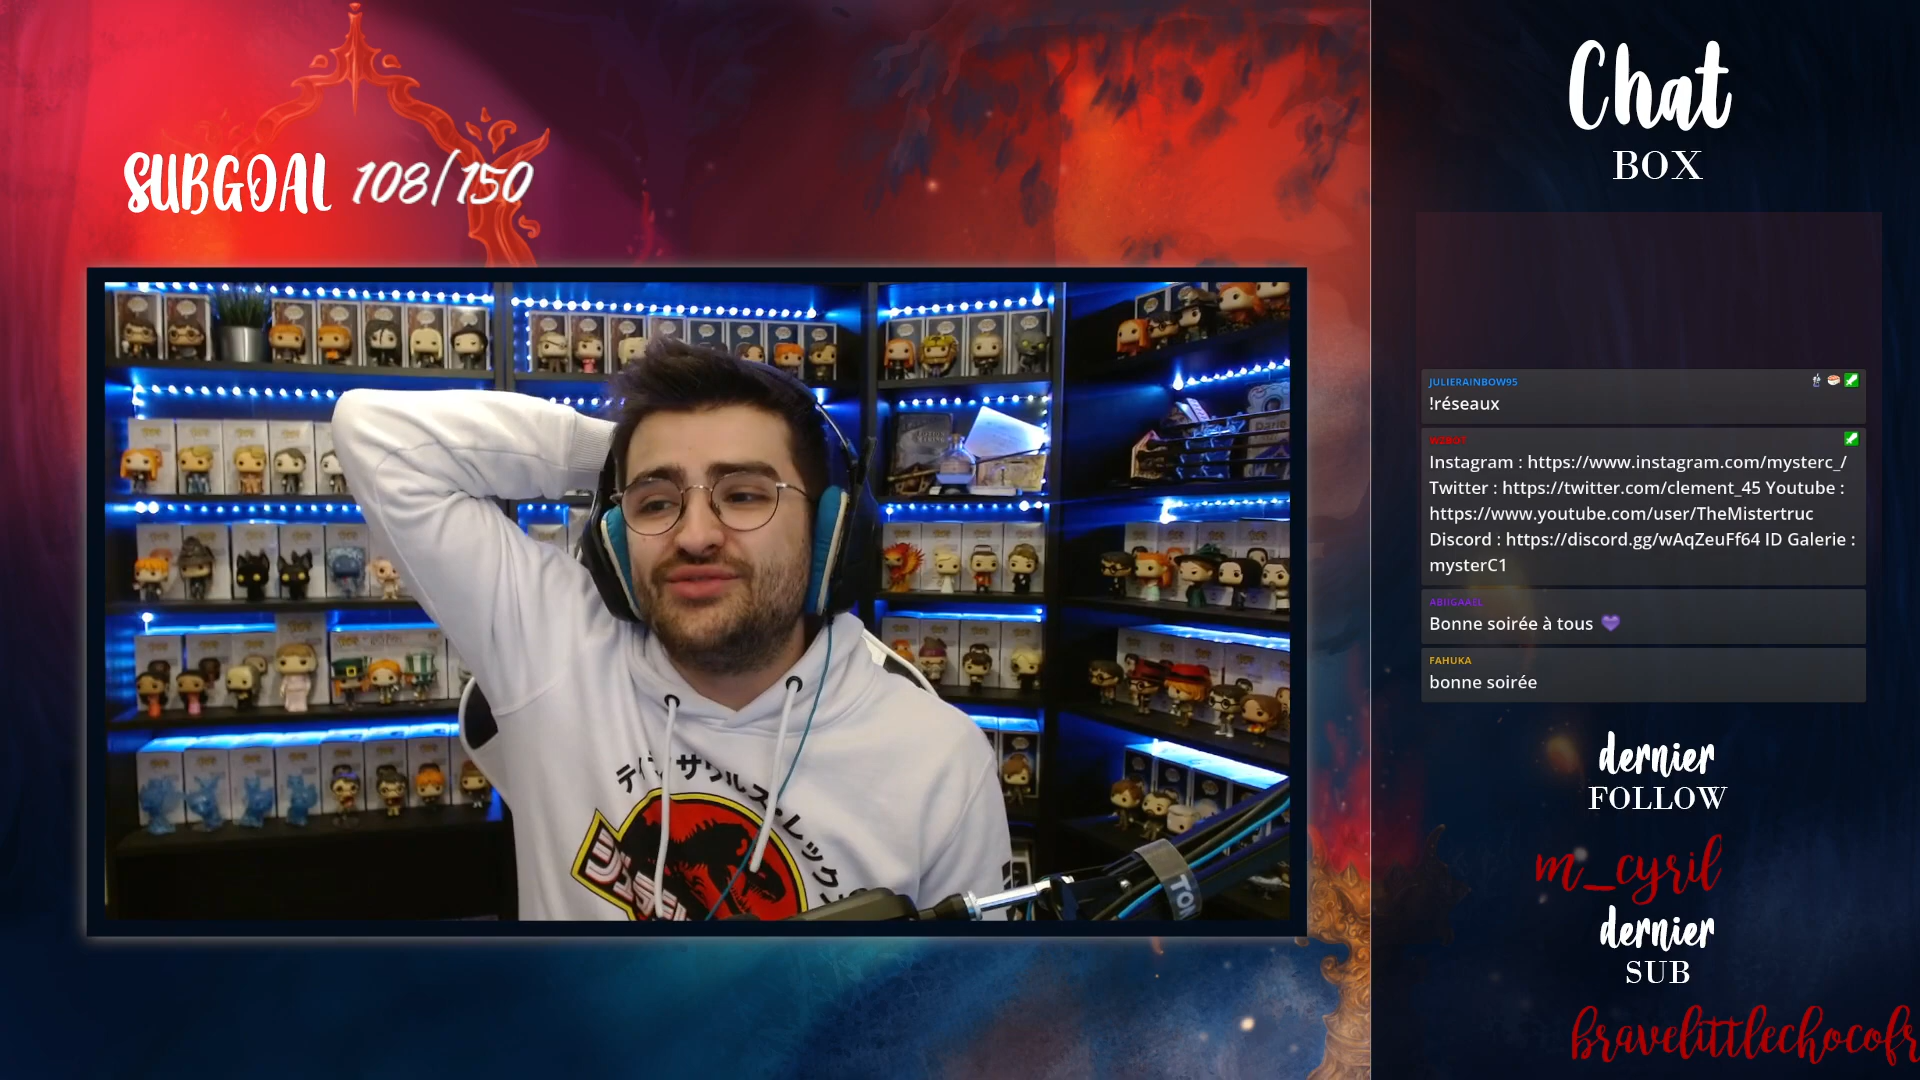 SUBGOAL 108/150
Chat
BOX
JULIERAINBOW95
!réseaux
WZBOT
Instagram : https://www.instagram.com/mysterc_/
Twitter : https://twitter.com/clement_45 Youtube :
https://www.youtube.com/user/TheMistertruc
Discord : https://discord.gg/wAqZeuFf64 ID Galerie :
mysterC1
ABIIGAAEL
Bonne soirée à tous
FAHUKA
bonne soirée
dernier
FOLLOW
m_cyril
dernier
SUB
bravelittlechocofr